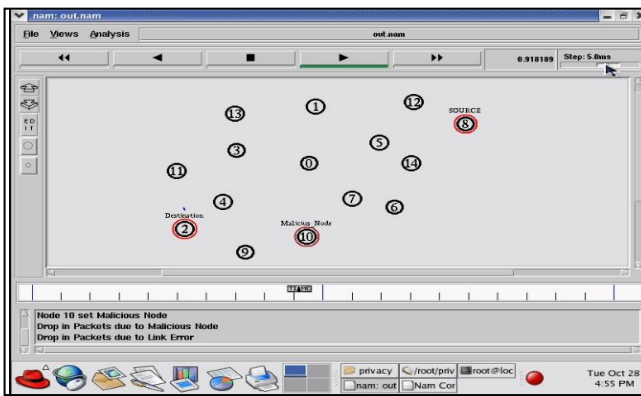 nam: out.nam
File Views Analysis out.nam
0.918189 Step: 5.0ms
E D
I T
13
1
12
SOURCE
8
5
3
0
14
11
4
7
6
Destination
2
Malicius Node
10
9
TIME
Node 10 set Malicious Node
Drop in Packets due to Malicious Node
Drop in Packets due to Link Error
privacy /root/priv root@loc
nam: out Nam Cor
Tue Oct 28
4:55 PM